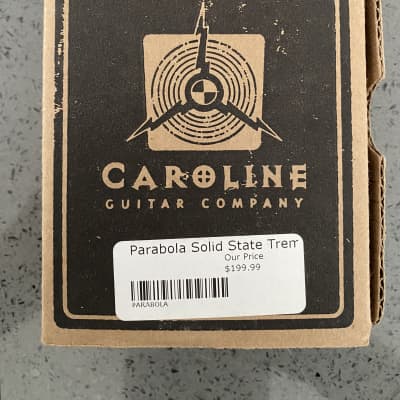 CAROLINE
GUITAR COMPANY
Parabola Solid State Trem
Our Price
$199.99
#ARABOLA